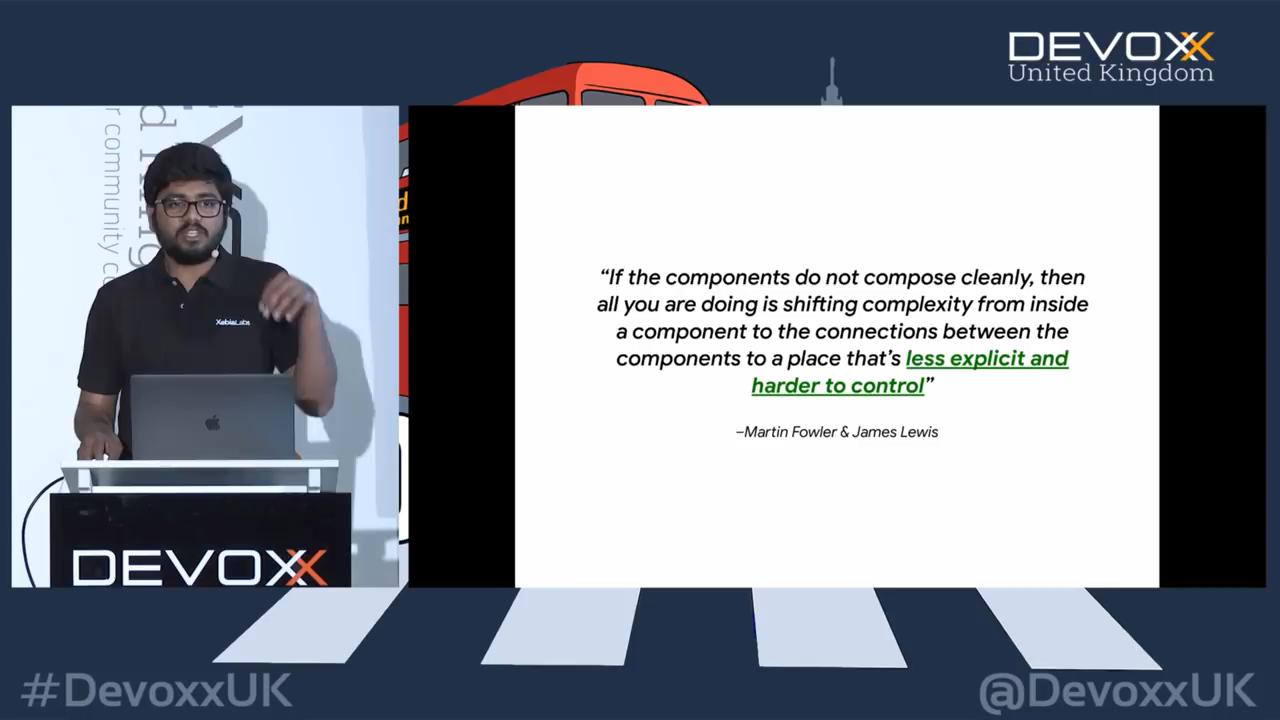 DEVOXX
United Kingdom
r community co
XebiaLabs
“If the components do not compose cleanly, then
all you are doing is shifting complexity from inside
a component to the connections between the
components to a place that’s less explicit and
harder to control”
–Martin Fowler & James Lewis
DEVOXX
#DevoxxUK
@DevoxxUK